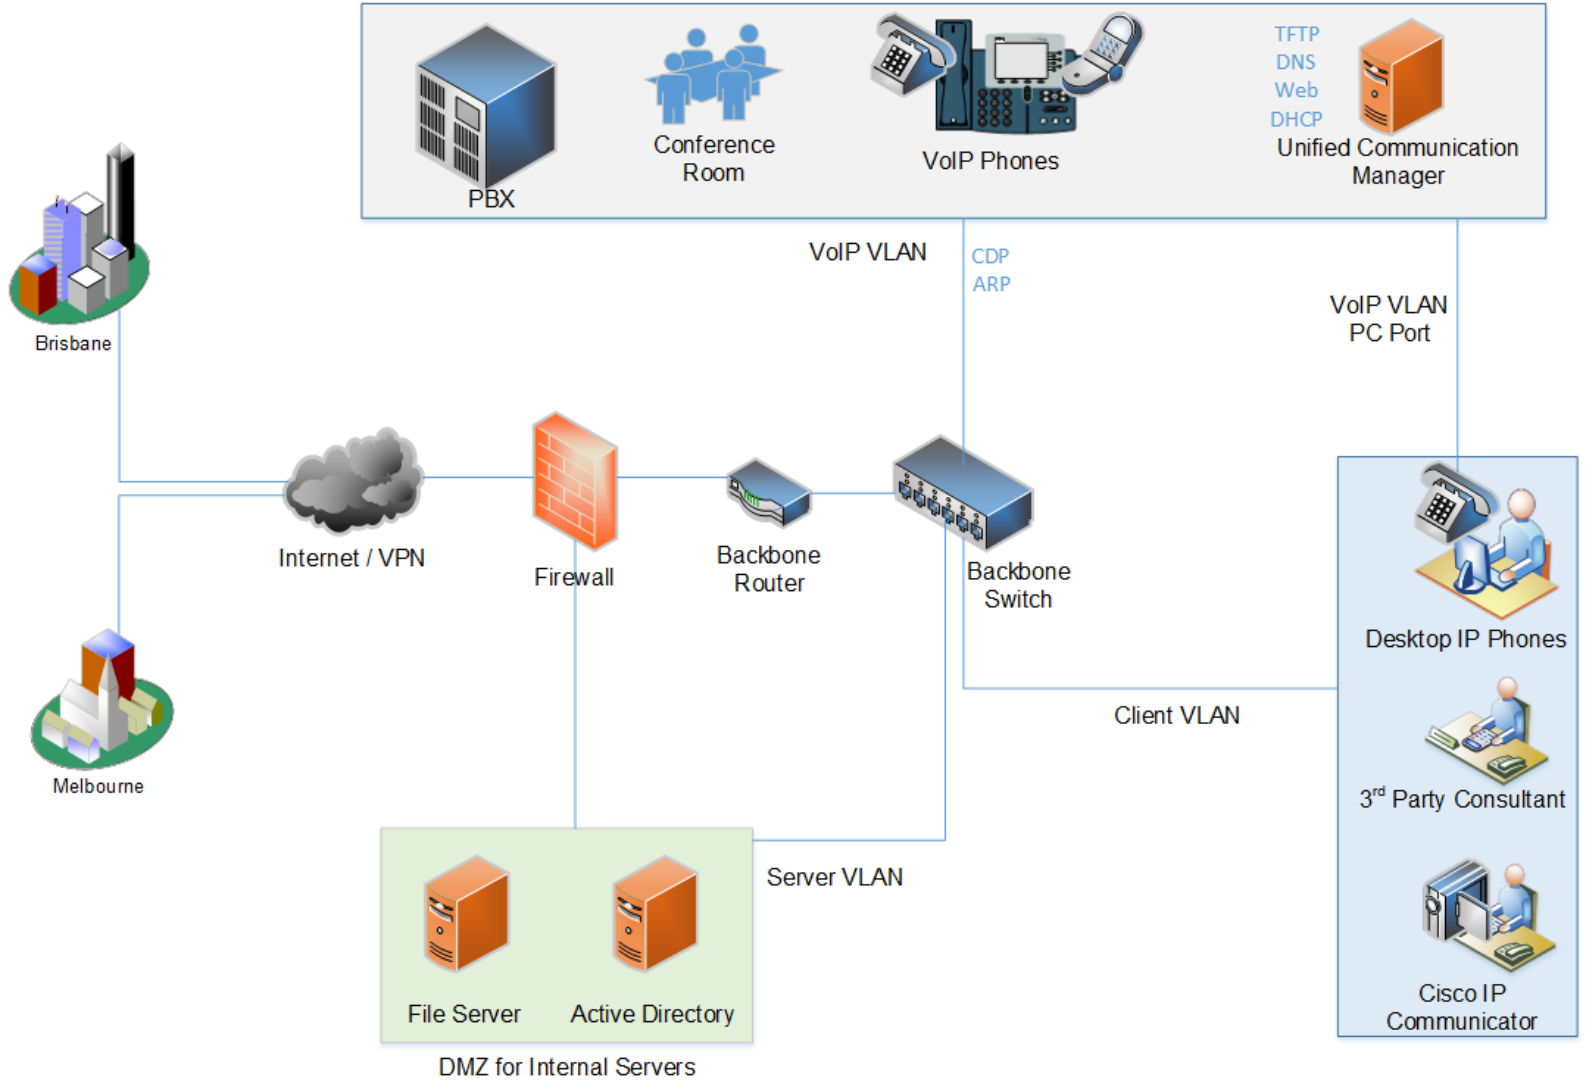 PBX
Conference
Room
VoIP Phones
TFTP
DNS
Web
DHCP
Unified Communication
Manager
VoIP VLAN
CDP
ARP
VoIP VLAN
PC Port
Brisbane
Internet / VPN
Firewall
Backbone
Router
Backbone
Switch
Desktop IP Phones
Client VLAN
Melbourne
3rd Party Consultant
Server VLAN
File Server
Active Directory
Cisco IP
Communicator
DMZ for Internal Servers